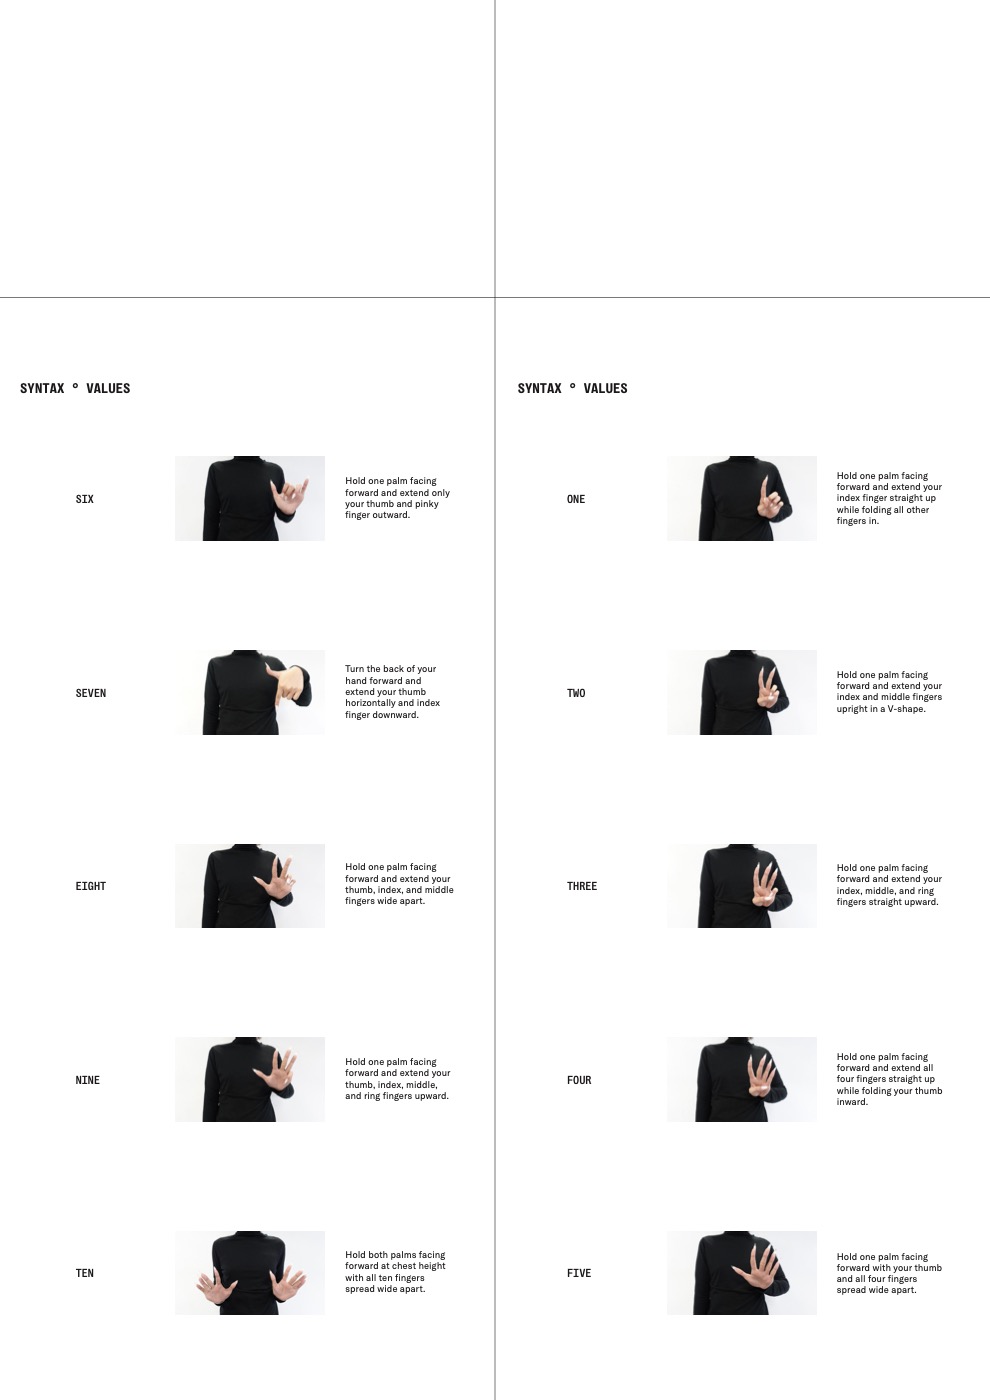 SYNTAX ° VALUES
SIX
Hold one palm facing
forward and extend only
your thumb and pinky
finger outward.
SEVEN
Turn the back of your
hand forward and
extend your thumb
horizontally and index
finger downward.
EIGHT
Hold one palm facing
forward and extend your
thumb, index, and middle
fingers wide apart.
NINE
Hold one palm facing
forward and extend your
thumb, index, middle,
and ring fingers upward.
TEN
Hold both palms facing
forward at chest height
with all ten fingers
spread wide apart.
SYNTAX ° VALUES
ONE
Hold one palm facing
forward and extend your
index finger straight up
while folding all other
fingers in.
TWO
Hold one palm facing
forward and extend your
index and middle fingers
upright in a V-shape.
THREE
Hold one palm facing
forward and extend your
index, middle, and ring
fingers straight upward.
FOUR
Hold one palm facing
forward and extend all
four fingers straight up
while folding your thumb
inward.
FIVE
Hold one palm facing
forward with your thumb
and all four fingers
spread wide apart.